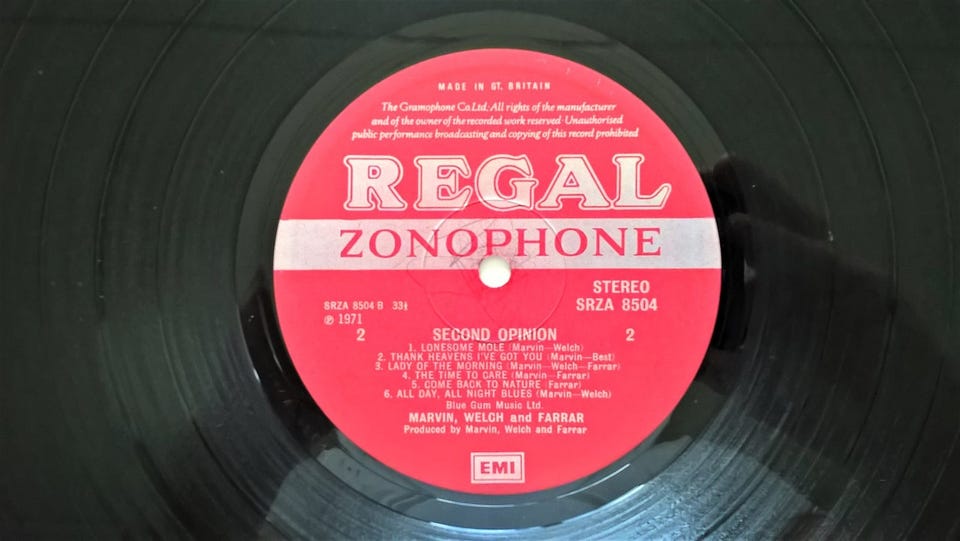 MADE IN GT. BRITAIN
The Gramophone Co.Ltd. All rights of the manufacturer
and of the owner of the recorded work reserved·Unauthorised
public performance broadcasting and copying of this record prohibited
REGAL
ZONOPHONE
STEREO
SRZA 8504
SRZA 8504 B 33⅓
℗ 1971
2 SECOND OPINION 2
1. LONESOME MOLE (Marvin—Welch)
2. THANK HEAVENS I'VE GOT YOU (Marvin—Best)
3. LADY OF THE MORNING (Marvin—Welch—Farrar)
4. THE TIME TO CARE (Marvin—Farrar)
5. COME BACK TO NATURE (Farrar)
6. ALL DAY, ALL NIGHT BLUES (Marvin—Welch)
Blue Gum Music Ltd.
MARVIN, WELCH and FARRAR
Produced by Marvin, Welch and Farrar
EMI